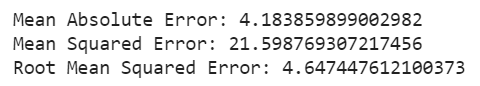 Mean Absolute Error: 4.183859899002982
Mean Squared Error: 21.598769307217456
Root Mean Squared Error: 4.647447612100373